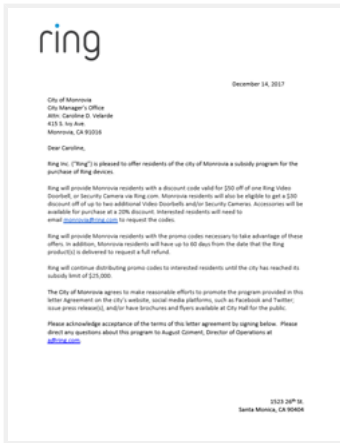 ring
December 14, 2017
City of Monrovia
City Manager's Office
Attn: Caroline D. Velarde
415 S. Ivy Ave.
Monrovia, CA 91016
Dear Caroline,
Ring Inc. ("Ring") is pleased to offer residents of the city of Monrovia a subsidy program for the
purchase of Ring devices.
Ring will provide Monrovia residents with a discount code valid for $50 off of one Ring Video
Doorbell, or Security Camera via Ring.com. Monrovia residents will also be eligible to get a $30
discount off of up to two additional Video Doorbells and/or Security Cameras. Accessories will be
available for purchase at a 20% discount. Interested residents will need to
email monrovia@ring.com to request the codes.
Ring will provide Monrovia residents with the promo codes necessary to take advantage of these
offers. In addition, Monrovia residents will have up to 60 days from the date that the Ring
product(s) is delivered to request a full refund.
Ring will continue distributing promo codes to interested residents until the city has reached its
subsidy limit of $25,000.
The City of Monrovia agrees to make reasonable efforts to promote the program provided in this
letter Agreement on the city's website, social media platforms, such as Facebook and Twitter;
issue press release(s), and/or have brochures and flyers available at City Hall for the public.
Please acknowledge acceptance of the terms of this letter agreement by signing below. Please
direct any questions about this program to August Cziment, Director of Operations at
a@ring.com.
1523 26th St.
Santa Monica, CA 90404